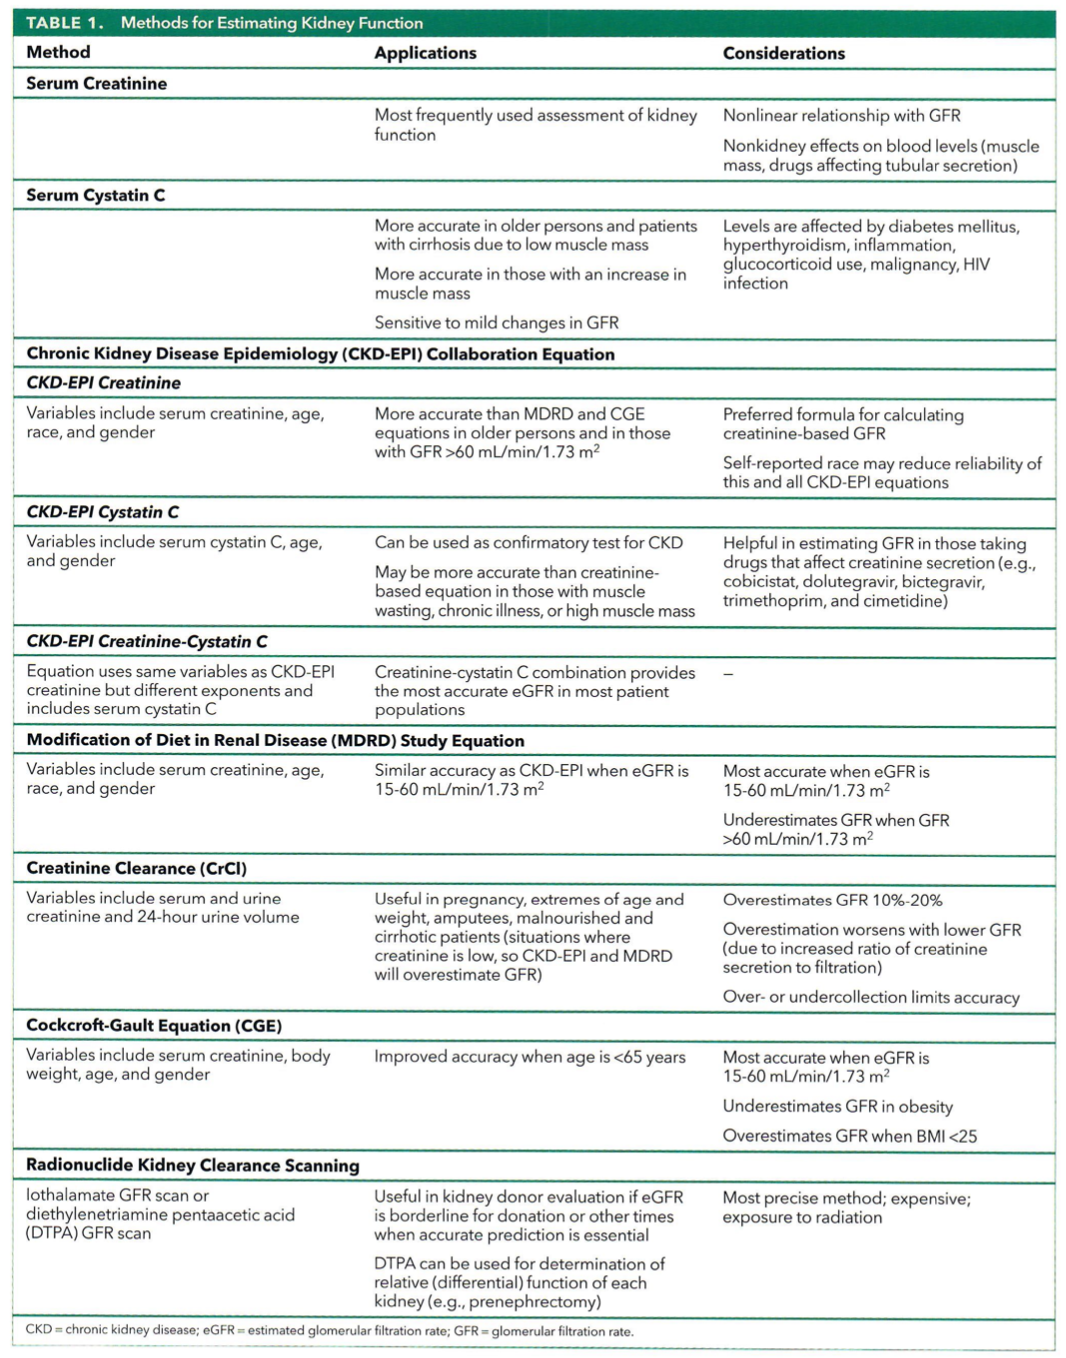 TABLE 1. Methods for Estimating Kidney Function
Method Applications Considerations
Serum Creatinine
Most frequently used assessment of kidney
function
Nonlinear relationship with GFR
Nonkidney effects on blood levels (muscle
mass, drugs affecting tubular secretion)
Serum Cystatin C
More accurate in older persons and patients
with cirrhosis due to low muscle mass
More accurate in those with an increase in
muscle mass
Sensitive to mild changes in GFR
Levels are affected by diabetes mellitus,
hyperthyroidism, inflammation,
glucocorticoid use, malignancy, HIV
infection
Chronic Kidney Disease Epidemiology (CKD-EPI) Collaboration Equation
CKD-EPI Creatinine
Variables include serum creatinine, age,
race, and gender
More accurate than MDRD and CGE
equations in older persons and in those
with GFR >60 mL/min/1.73 m²
Preferred formula for calculating
creatinine-based GFR
Self-reported race may reduce reliability of
this and all CKD-EPI equations
CKD-EPI Cystatin C
Variables include serum cystatin C, age,
and gender
Can be used as confirmatory test for CKD
May be more accurate than creatinine-
based equation in those with muscle
wasting, chronic illness, or high muscle mass
Helpful in estimating GFR in those taking
drugs that affect creatinine secretion (e.g.,
cobicistat, dolutegravir, bictegravir,
trimethoprim, and cimetidine)
CKD-EPI Creatinine-Cystatin C
Equation uses same variables as CKD-EPI
creatinine but different exponents and
includes serum cystatin C
Creatinine-cystatin C combination provides
the most accurate eGFR in most patient
populations
–
Modification of Diet in Renal Disease (MDRD) Study Equation
Variables include serum creatinine, age,
race, and gender
Similar accuracy as CKD-EPI when eGFR is
15-60 mL/min/1.73 m²
Most accurate when eGFR is
15-60 mL/min/1.73 m²
Underestimates GFR when GFR
>60 mL/min/1.73 m²
Creatinine Clearance (CrCl)
Variables include serum and urine
creatinine and 24-hour urine volume
Useful in pregnancy, extremes of age and
weight, amputees, malnourished and
cirrhotic patients (situations where
creatinine is low, so CKD-EPI and MDRD
will overestimate GFR)
Overestimates GFR 10%-20%
Overestimation worsens with lower GFR
(due to increased ratio of creatinine
secretion to filtration)
Over- or undercollection limits accuracy
Cockcroft-Gault Equation (CGE)
Variables include serum creatinine, body
weight, age, and gender
Improved accuracy when age is <65 years
Most accurate when eGFR is
15-60 mL/min/1.73 m²
Underestimates GFR in obesity
Overestimates GFR when BMI <25
Radionuclide Kidney Clearance Scanning
Iothalamate GFR scan or
diethylenetriamine pentaacetic acid
(DTPA) GFR scan
Useful in kidney donor evaluation if eGFR
is borderline for donation or other times
when accurate prediction is essential
DTPA can be used for determination of
relative (differential) function of each
kidney (e.g., prenephrectomy)
Most precise method; expensive;
exposure to radiation
CKD = chronic kidney disease; eGFR = estimated glomerular filtration rate; GFR = glomerular filtration rate.